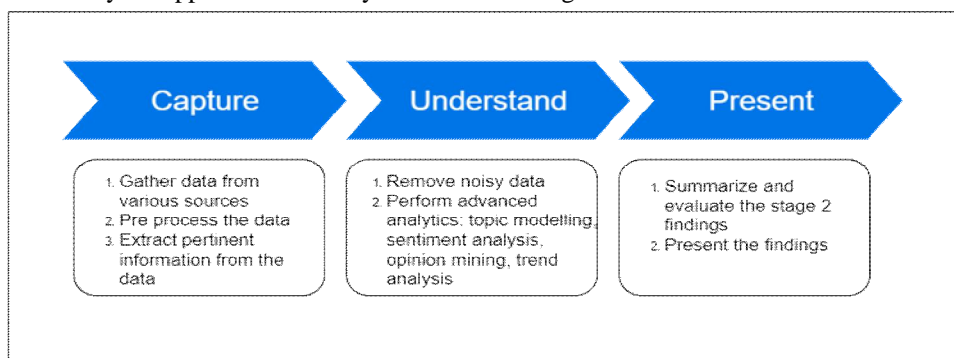 Capture
Understand
Present
1. Gather data from
various sources
2. Pre process the data
3. Extract pertinent
information from the
data
1. Remove noisy data
2. Perform advanced
analytics: topic modelling,
sentiment analysis,
opinion mining, trend
analysis
1. Summarize and
evaluate the stage 2
findings
2. Present the findings